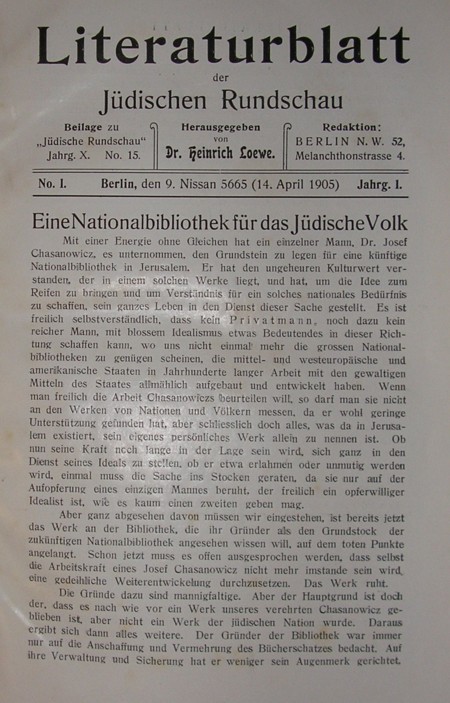 Literaturblatt
der
Jüdischen Rundschau
Beilage zu
„Jüdische Rundschau"
Jahrg. X. No. 15.
Herausgegeben
von
Dr. Heinrich Loewe.
Redaktion:
BERLIN N. W. 52,
Melanchthonstrasse 4.
No. 1. Berlin, den 9. Nissan 5665 (14. April 1905) Jahrg. 1.
Eine Nationalbibliothek für das Jüdische Volk
Mit einer Energie ohne Gleichen hat ein einzelner Mann, Dr. Josef
Chasanowicz, es unternommen, den Grundstein zu legen für eine künftige
Nationalbibliothek in Jerusalem. Er hat den ungeheuren Kulturwert ver-
standen, der in einem solchen Werke liegt, und hat, um die Idee zum
Reifen zu bringen und um Verständnis für ein solches nationales Bedürfnis
zu schaffen, sein ganzes Leben in den Dienst dieser Sache gestellt. Es ist
freilich selbstverständlich, dass kein Privatmann, noch dazu kein
reicher Mann, mit blossem Idealismus etwas Bedeutendes in dieser Rich-
tung schaffen kann, wo uns nicht einmal mehr die grossen National-
bibliotheken zu genügen scheinen, die mittel- und westeuropäische und
amerikanische Staaten in Jahrhunderte langer Arbeit mit den gewaltigen
Mitteln des Staates allmählich aufgebaut und entwickelt haben. Wenn
man freilich die Arbeit Chasanowicz's beurteilen will, so darf man sie nicht
an den Werken von Nationen und Völkern messen, da er wohl geringe
Unterstützung gefunden hat, aber schliesslich doch alles, was da in Jerusa-
lem existiert, sein eigenes persönliches Werk allein zu nennen ist. Ob
nun seine Kraft noch lange in der Lage sein wird, sich ganz in den
Dienst seines Ideals zu stellen, ob er etwa erlahmen oder unmutig werden
wird, einmal muss die Sache ins Stocken geraten, da sie nur auf der
Aufopferung eines einzigen Mannes beruht, der freilich ein opferwilliger
Idealist ist, wie es kaum einen zweiten geben mag.
Aber ganz abgesehen davon müssen wir eingestehen, ist bereits jetzt
das Werk an der Bibliothek, die ihr Gründer als den Grundstock der
zukünftigen Nationalbibliothek angesehen wissen will, auf dem toten Punkte
angelangt. Schon jetzt muss es offen ausgesprochen werden, dass selbst
die Arbeitskraft eines Josef Chasanowicz nicht mehr imstande sein wird,
eine gedeihliche Weiterentwickelung durchzusetzen. Das Werk ruht.
Die Gründe dazu sind mannigfaltige. Aber der Hauptgrund ist doch
der, dass es nach wie vor ein Werk unseres verehrten Chasanowicz ge-
blieben ist, aber nicht ein Werk der jüdischen Nation wurde. Daraus
ergibt sich dann alles weitere. Der Gründer der Bibliothek war immer
nur auf die Anschaffung und Vermehrung des Bücherschatzes bedacht. Auf
ihre Verwaltung und Sicherung hat er weniger sein Augenmerk gerichtet.